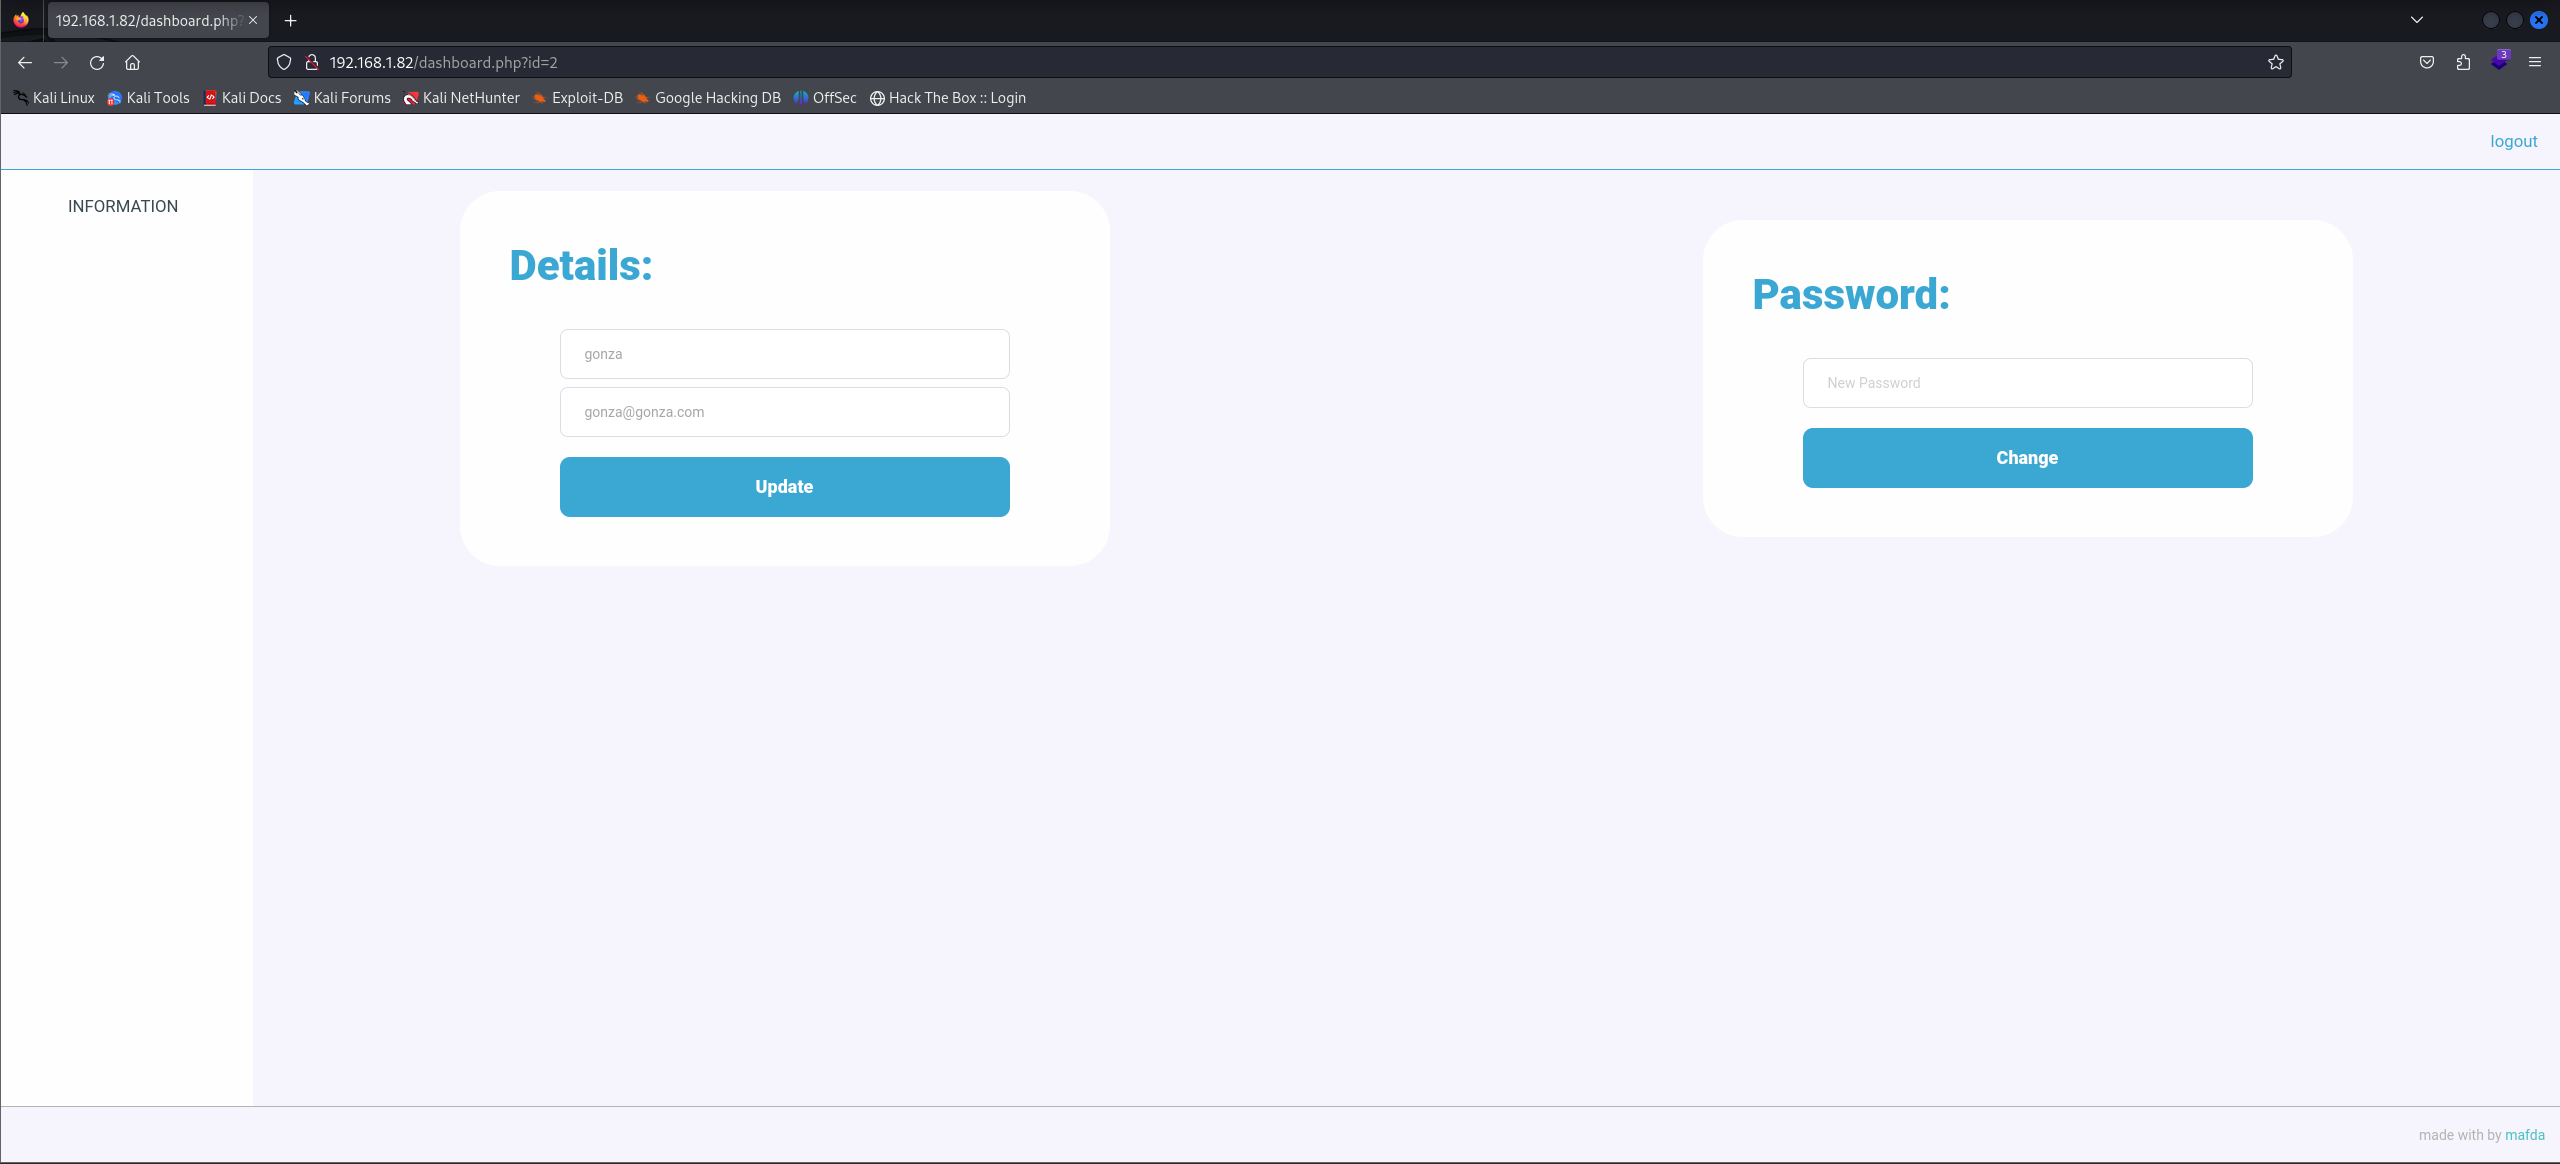 192.168.1.82/dashboard.php?
192.168.1.82/dashboard.php?id=2
3
Kali Linux Kali Tools Kali Docs Kali Forums Kali NetHunter Exploit-DB Google Hacking DB OffSec Hack The Box :: Login
logout
INFORMATION
Details:
gonza
gonza@gonza.com
Update
Password:
New Password
Change
made with by mafda